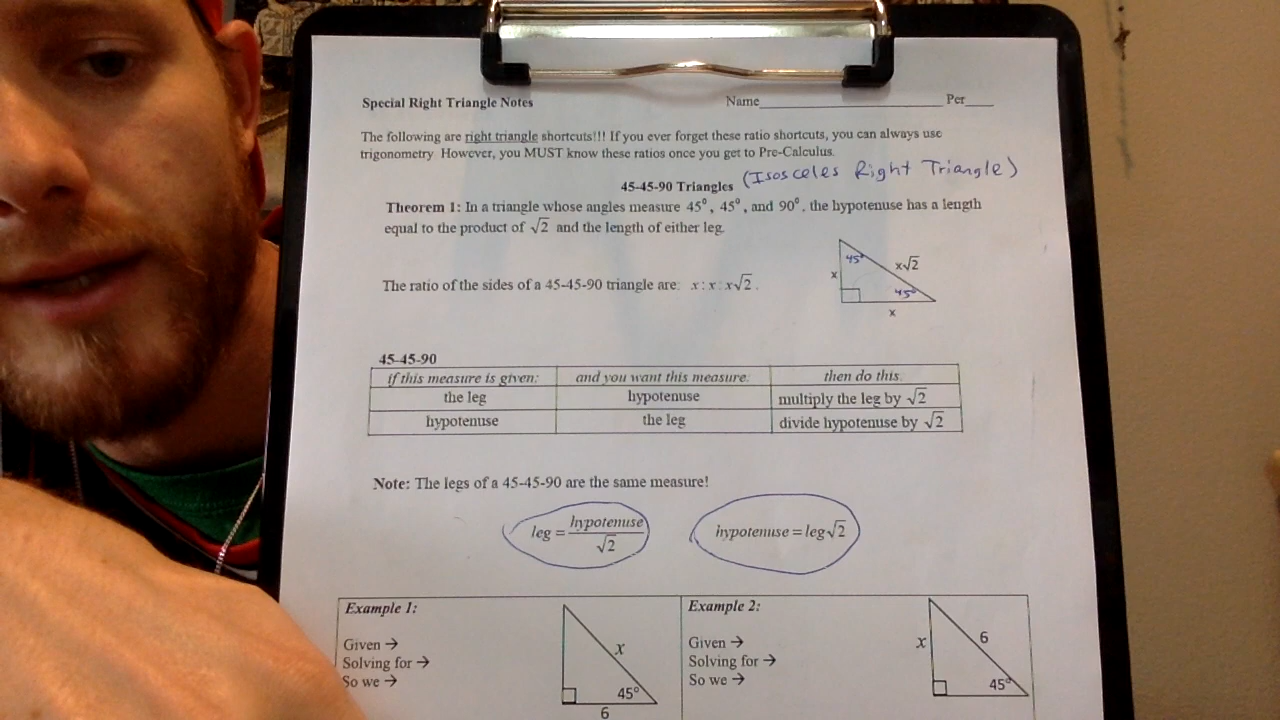 Special Right Triangle Notes Name____________________ Per____
The following are right triangle shortcuts!!! If you ever forget these ratio shortcuts, you can always use
trigonometry However, you MUST know these ratios once you get to Pre-Calculus.
45-45-90 Triangles (Isosceles Right Triangle)
Theorem 1: In a triangle whose angles measure 45°, 45°, and 90°, the hypotenuse has a length
equal to the product of √2 and the length of either leg.
45°
x√2
The ratio of the sides of a 45-45-90 triangle are: x : x : x√2.
x
45°
x
45-45-90
if this measure is given: and you want this measure: then do this.
the leg hypotenuse multiply the leg by √2
hypotenuse the leg divide hypotenuse by √2
Note: The legs of a 45-45-90 are the same measure!
leg = hypotenuse/√2 hypotenuse = leg√2
Example 1:
Given →
Solving for →
So we →
x
45°
6
Example 2:
Given →
Solving for →
So we →
x
6
45°